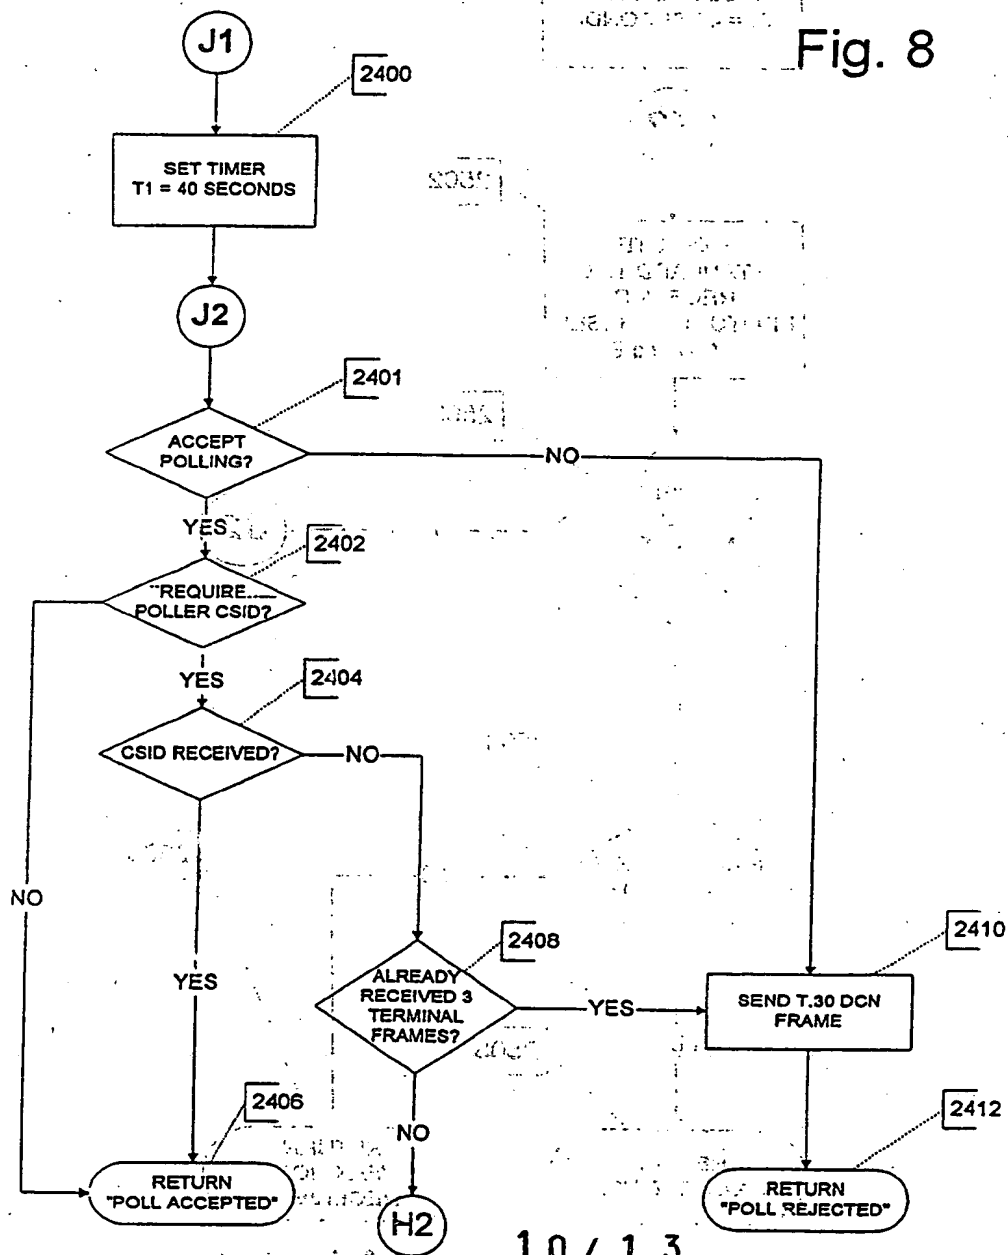 J1
Fig. 8
2400
SET TIMER
T1 = 40 SECONDS
J2
2401
ACCEPT
POLLING?
NO
YES
2402
REQUIRE
POLLER CSID?
YES
2404
CSID RECEIVED?
NO
NO
2408
ALREADY
RECEIVED 3
TERMINAL
FRAMES?
YES
2410
SEND T.30 DCN
FRAME
YES
2406
RETURN
"POLL ACCEPTED"
NO
H2
2412
RETURN
"POLL REJECTED"
10/13